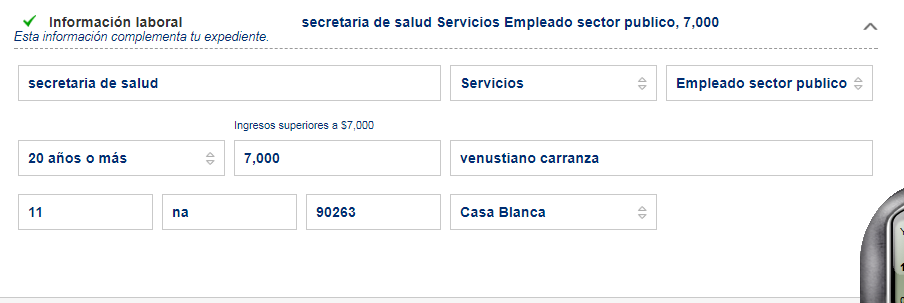 Información laboral
secretaria de salud Servicios Empleado sector publico, 7,000
Esta información complementa tu expediente.
secretaria de salud
Servicios
Empleado sector publico
Ingresos superiores a $7,000
20 años o más
7,000
venustiano carranza
11
na
90263
Casa Blanca